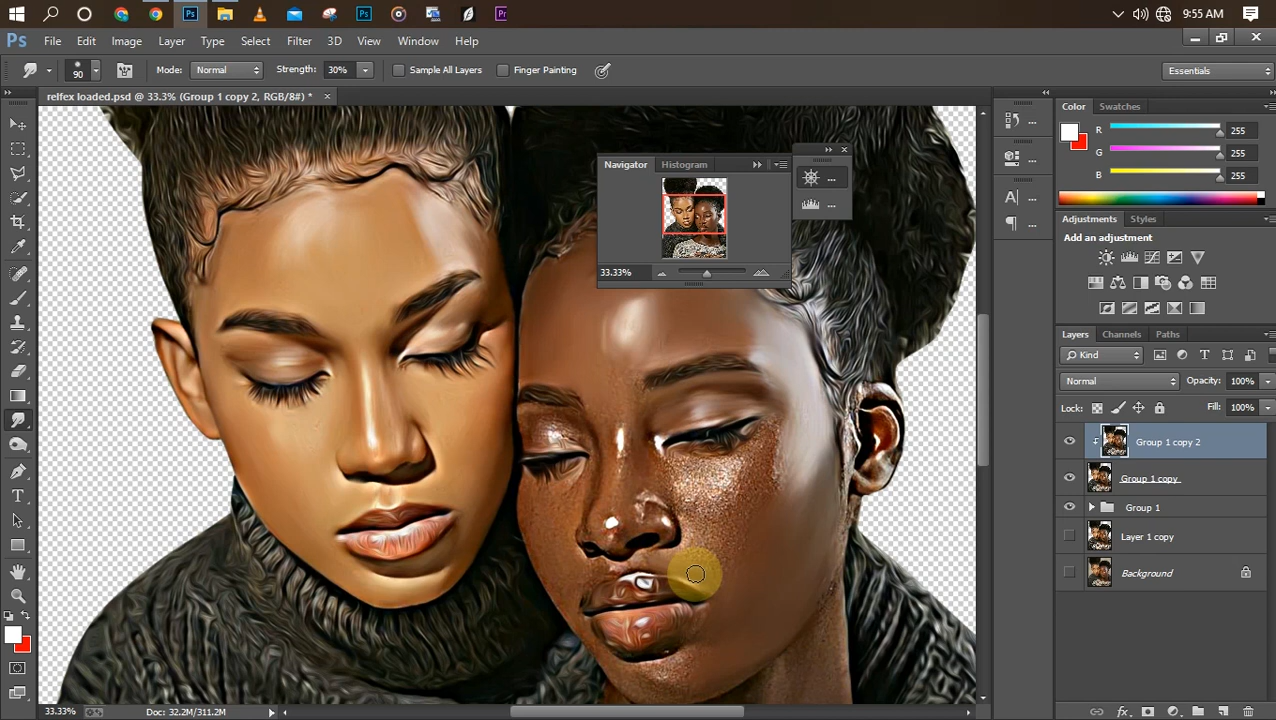 9:55 AM
Ps File Edit Image Layer Type Select Filter 3D View Window Help
90 Mode: Normal Strength: 30% Sample All Layers Finger Painting Essentials
relfex loaded.psd @ 33.3% (Group 1 copy 2, RGB/8#) * ×
Navigator Histogram
33.33%
Color Swatches
R 255
G 255
B 255
Adjustments Styles
Add an adjustment
Layers Channels Paths
Kind
Normal Opacity: 100%
Lock: Fill: 100%
Group 1 copy 2
Group 1 copy
Group 1
Layer 1 copy
Background
33.33% Doc: 32.2M/311.2M